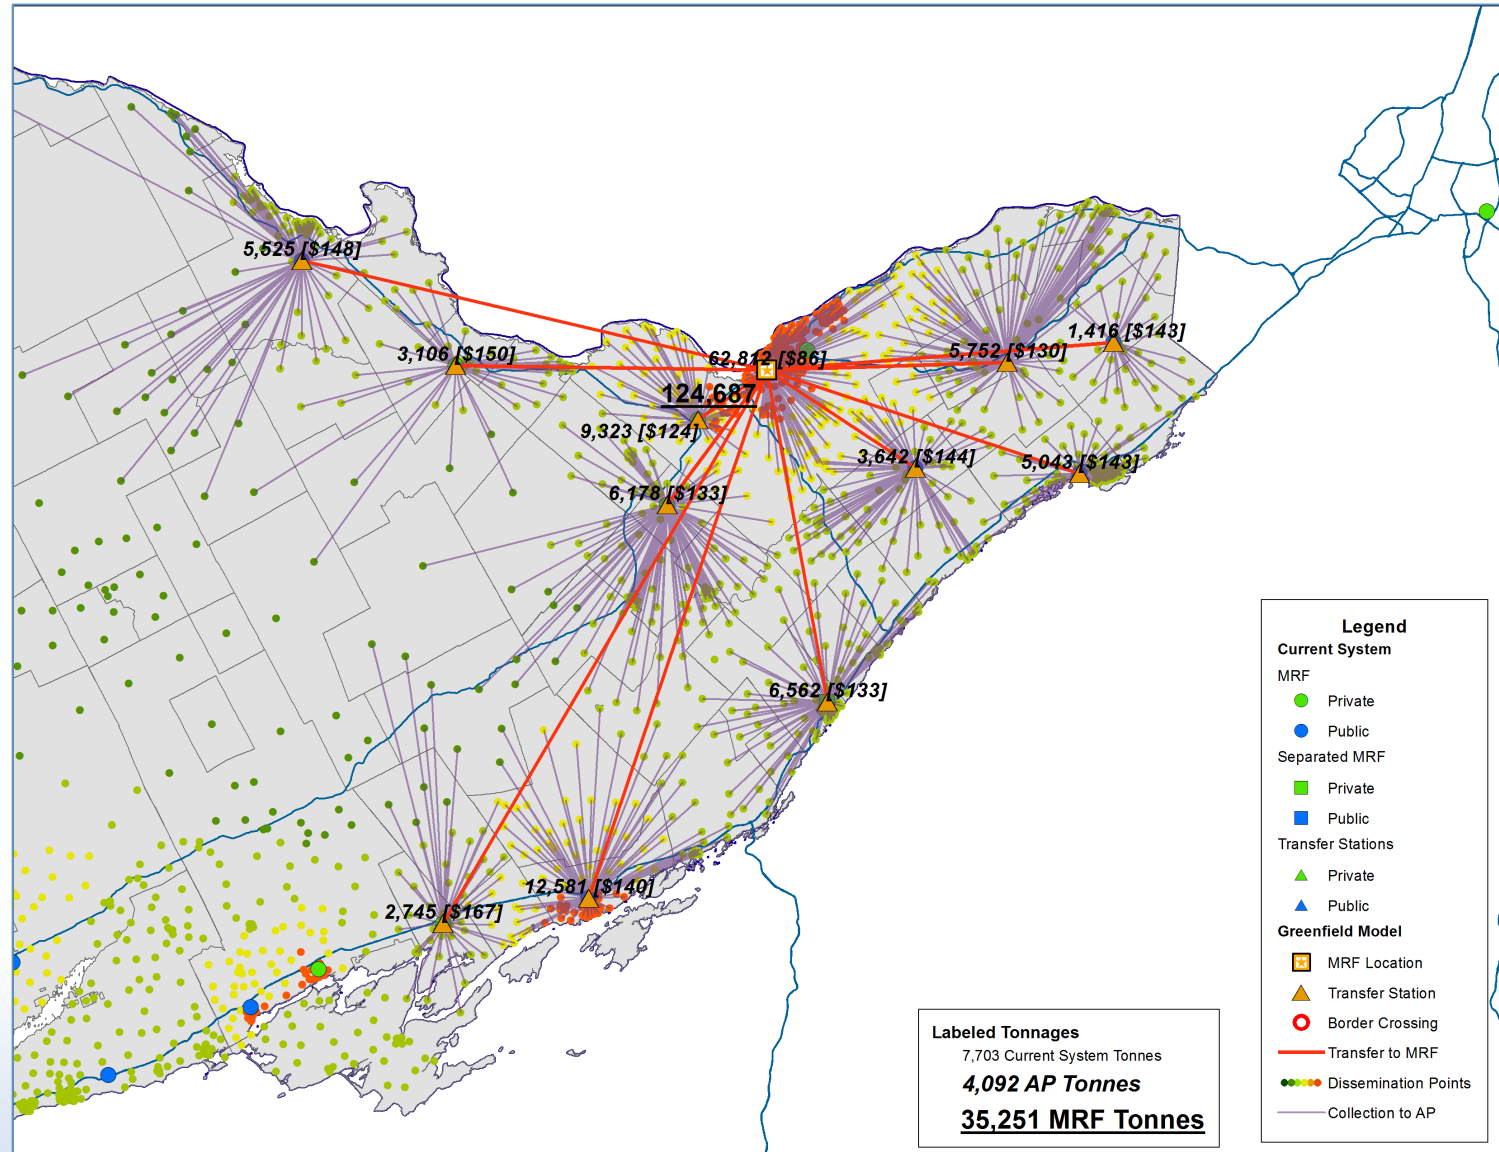 5,525 [$148]
1,416 [$143]
3,106 [$150]
62,812 [$86]
5,752 [$130]
124,687
9,323 [$124]
3,642 [$144]
5,043 [$143]
6,178 [$133]
6,562 [$133]
12,581 [$140]
2,745 [$167]
Legend
Current System
MRF
Private
Public
Separated MRF
Private
Public
Transfer Stations
Private
Public
Greenfield Model
MRF Location
Transfer Station
Border Crossing
Transfer to MRF
Dissemination Points
Collection to AP
Labeled Tonnages
7,703 Current System Tonnes
4,092 AP Tonnes
35,251 MRF Tonnes